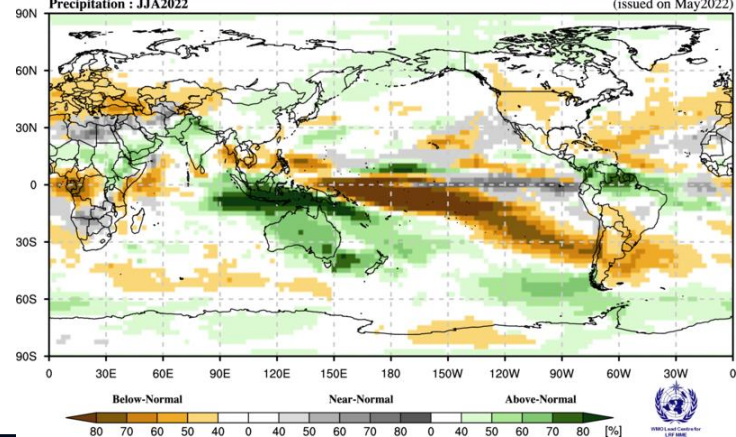 Precipitation : JJA2022 (issued on May2022)
90N
60N
30N
0
30S
60S
90S
0 30E 60E 90E 120E 150E 180 150W 120W 90W 60W 30W 0
Below-Normal Near-Normal Above-Normal
80 70 60 50 40 0 40 50 60 70 80 0 40 50 60 70 80 [%]
WMO Lead Centre for
LRF MME